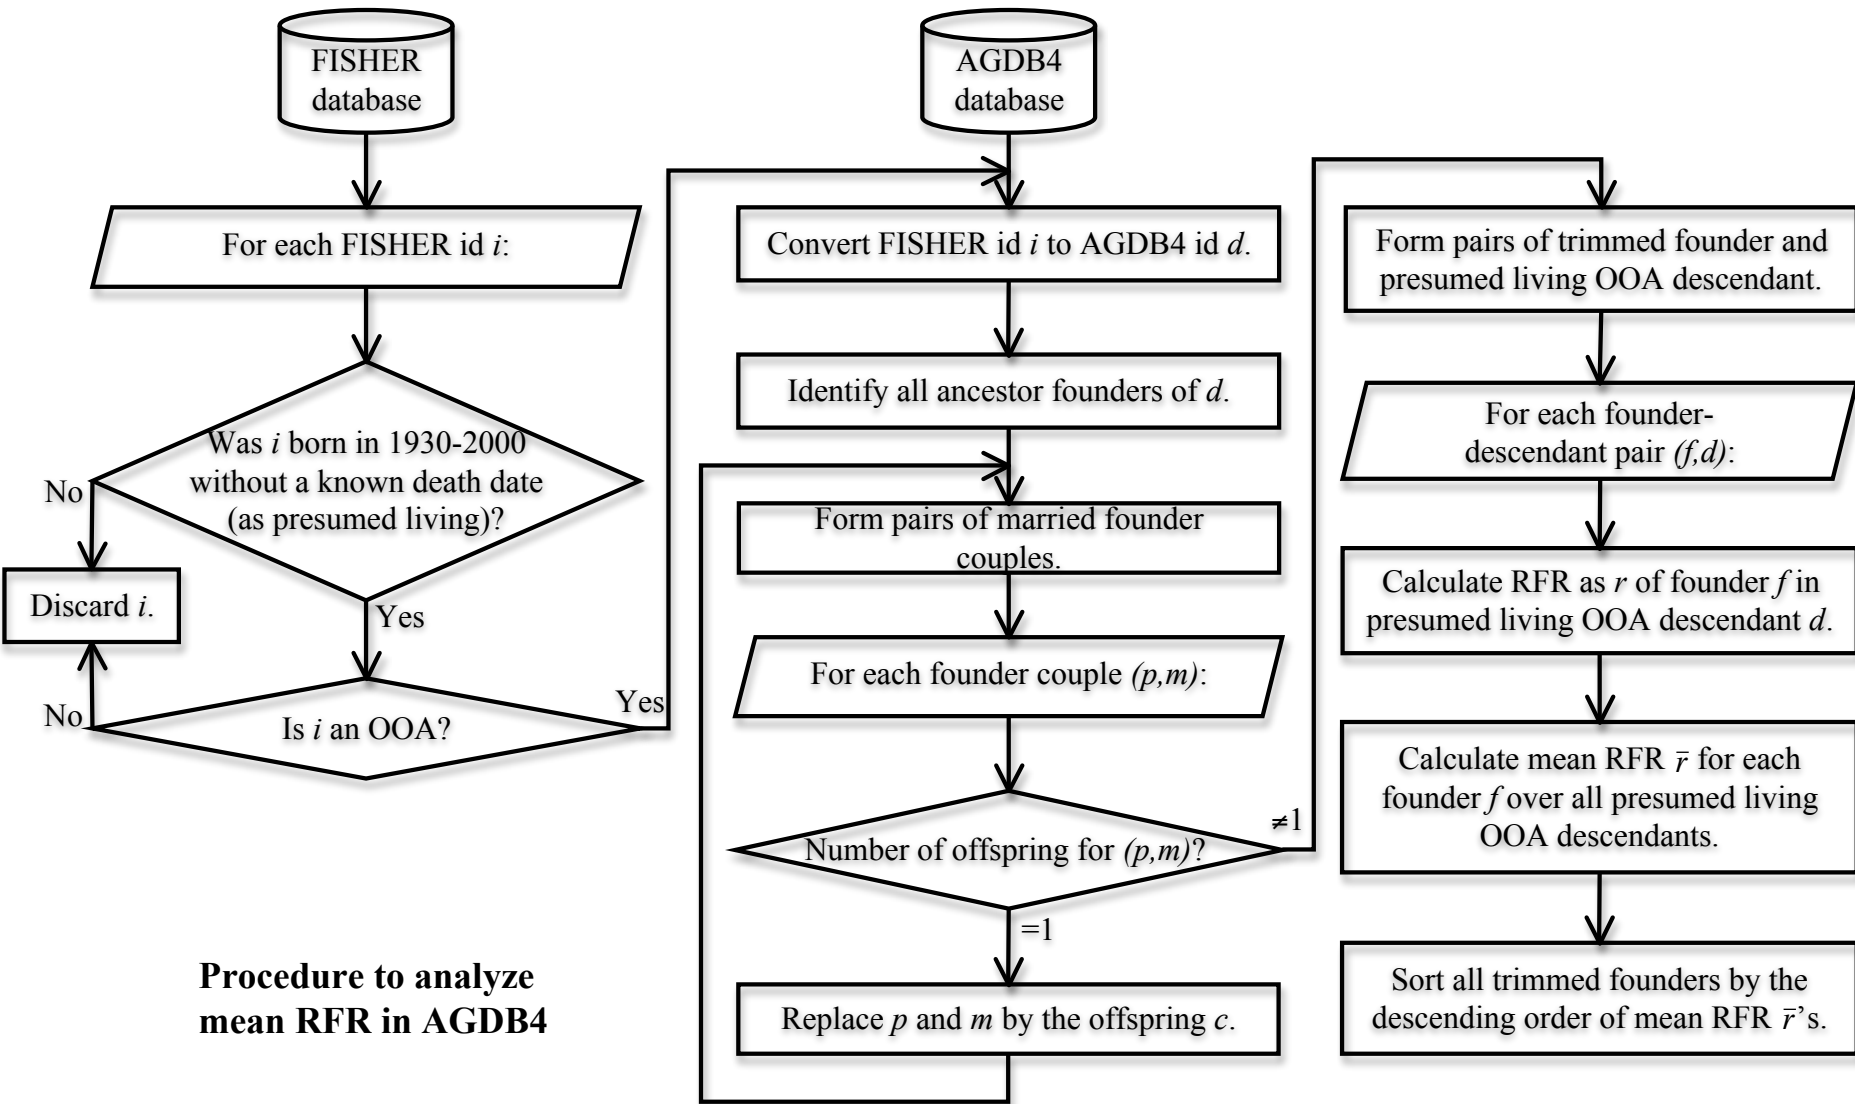 FISHER
database
For each FISHER id i:
Was i born in 1930-2000
without a known death date
(as presumed living)?
No
Discard i.
Yes
No
Is i an OOA?
Yes
Procedure to analyze
mean RFR in AGDB4
AGDB4
database
Convert FISHER id i to AGDB4 id d.
Identify all ancestor founders of d.
Form pairs of married founder
couples.
For each founder couple (p,m):
Number of offspring for (p,m)?
≠1
=1
Replace p and m by the offspring c.
Form pairs of trimmed founder and
presumed living OOA descendant.
For each founder-
descendant pair (f,d):
Calculate RFR as r of founder f in
presumed living OOA descendant d.
Calculate mean RFR r̄ for each
founder f over all presumed living
OOA descendants.
Sort all trimmed founders by the
descending order of mean RFR r̄’s.